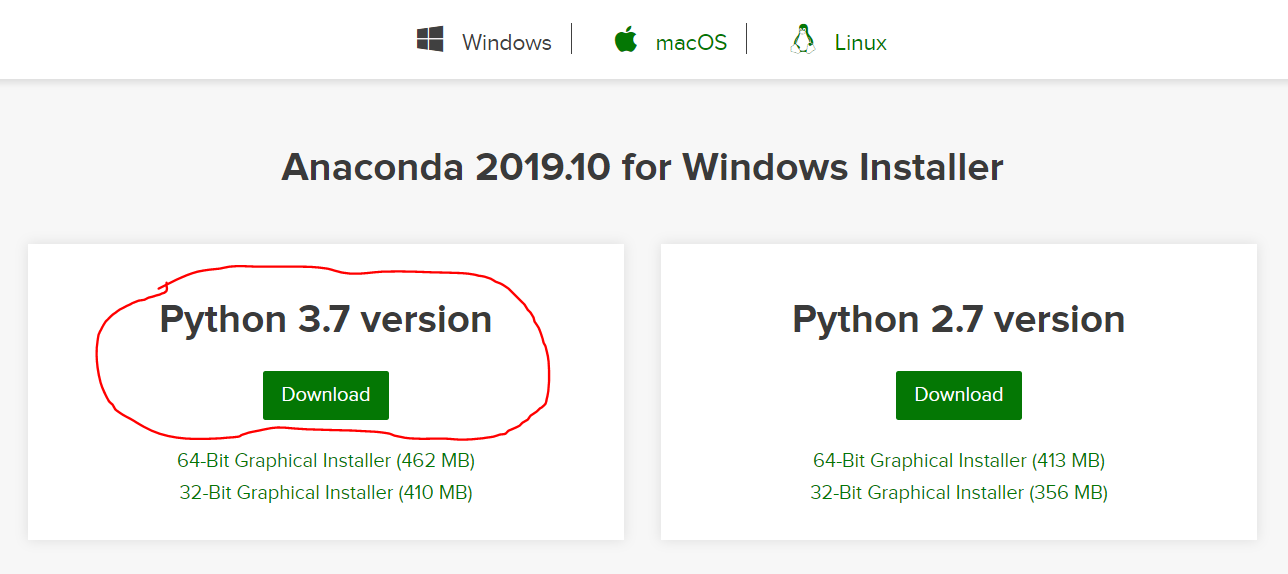 Windows macOS Linux
Anaconda 2019.10 for Windows Installer
Python 3.7 version
Download
64-Bit Graphical Installer (462 MB)
32-Bit Graphical Installer (410 MB)
Python 2.7 version
Download
64-Bit Graphical Installer (413 MB)
32-Bit Graphical Installer (356 MB)